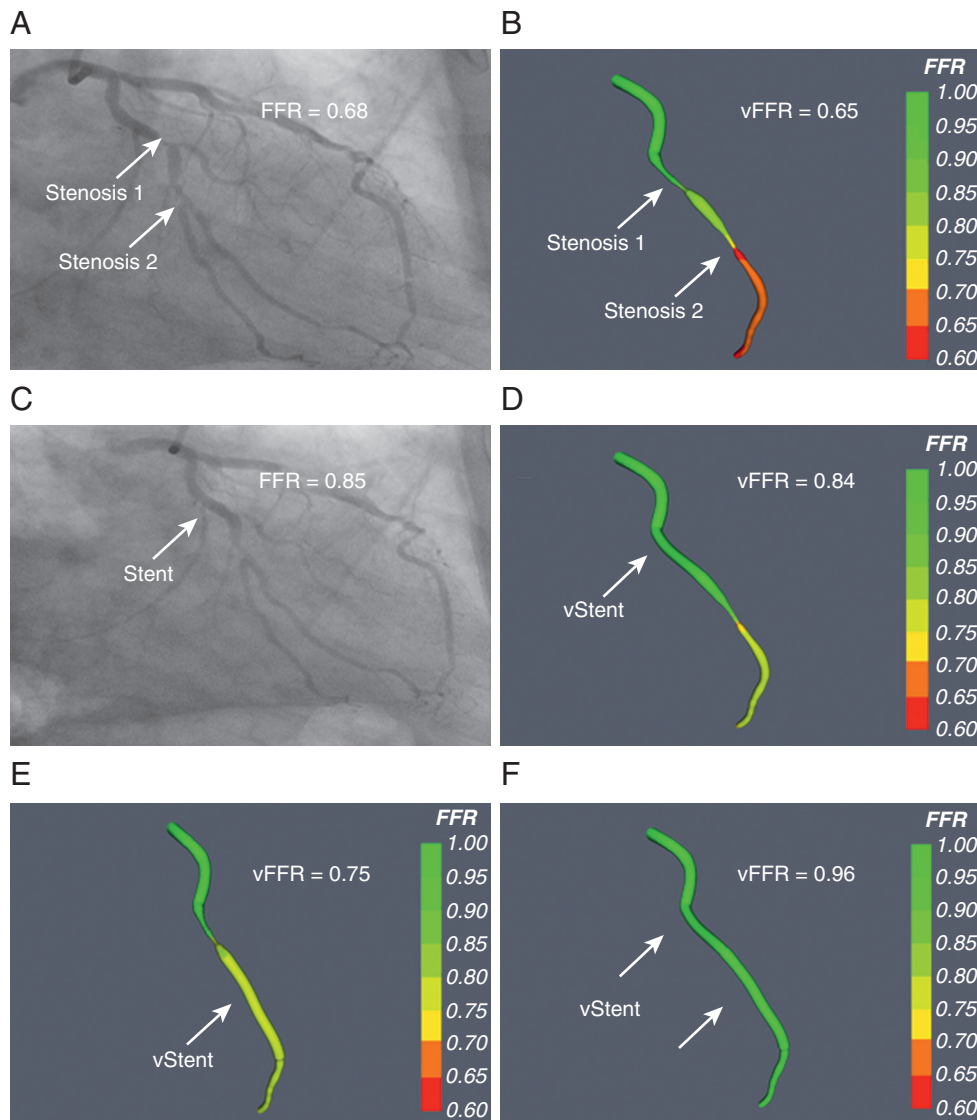 A
FFR = 0.68
Stenosis 1
Stenosis 2
B
vFFR = 0.65
Stenosis 1
Stenosis 2
FFR
1.00
0.95
0.90
0.85
0.80
0.75
0.70
0.65
0.60
C
FFR = 0.85
Stent
D
vFFR = 0.84
vStent
FFR
1.00
0.95
0.90
0.85
0.80
0.75
0.70
0.65
0.60
E
vFFR = 0.75
vStent
FFR
1.00
0.95
0.90
0.85
0.80
0.75
0.70
0.65
0.60
F
vFFR = 0.96
vStent
FFR
1.00
0.95
0.90
0.85
0.80
0.75
0.70
0.65
0.60